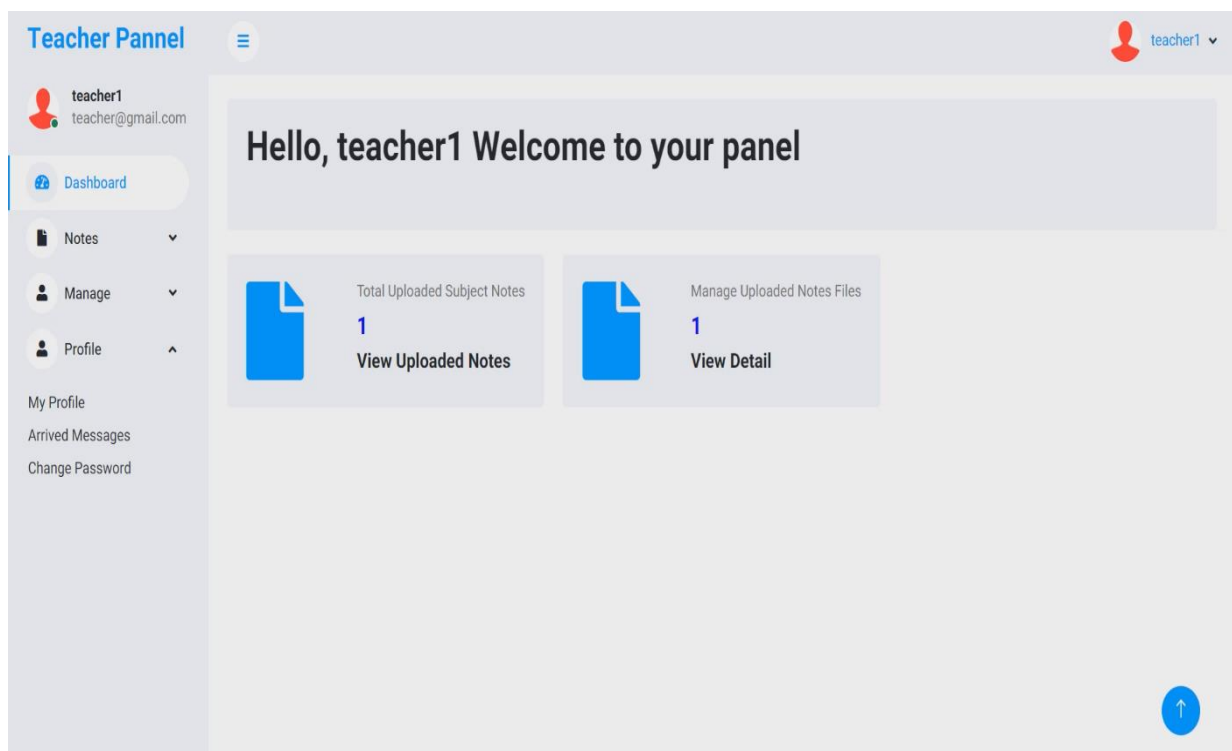 Teacher Pannel
teacher1
teacher1
teacher@gmail.com
Dashboard
Notes
Manage
Profile
My Profile
Arrived Messages
Change Password
Hello, teacher1 Welcome to your panel
Total Uploaded Subject Notes
1
View Uploaded Notes
Manage Uploaded Notes Files
1
View Detail